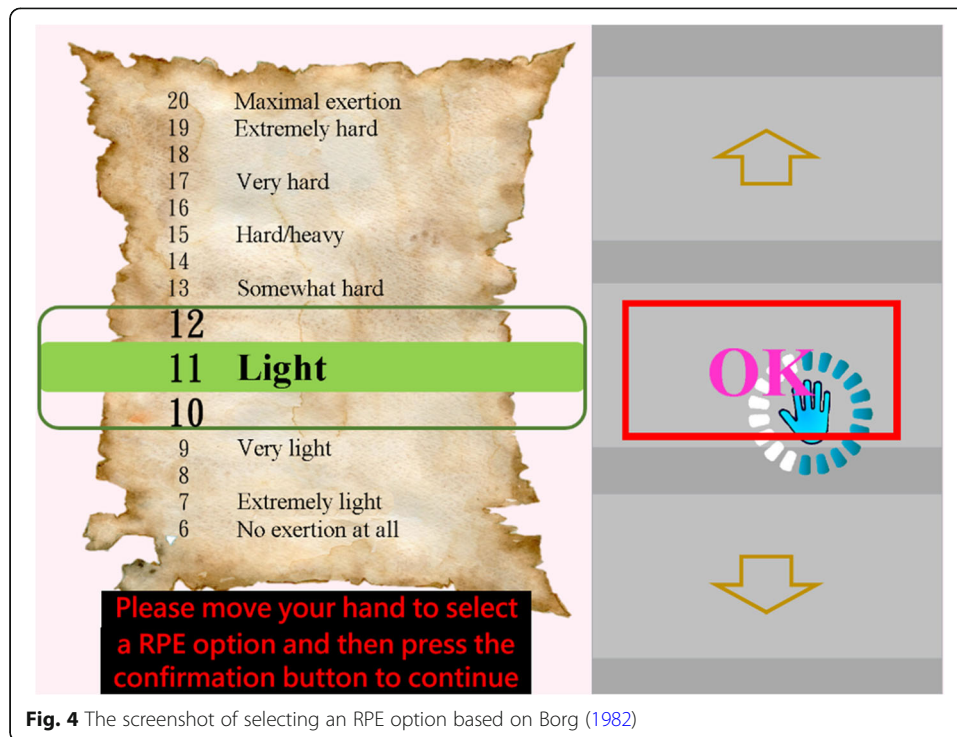 20 Maximal exertion
19 Extremely hard
18
17 Very hard
16
15 Hard/heavy
14
13 Somewhat hard
12
11 Light
10
9 Very light
8
7 Extremely light
6 No exertion at all
OK
Please move your hand to select
a RPE option and then press the
confirmation button to continue
Fig. 4 The screenshot of selecting an RPE option based on Borg (1982)